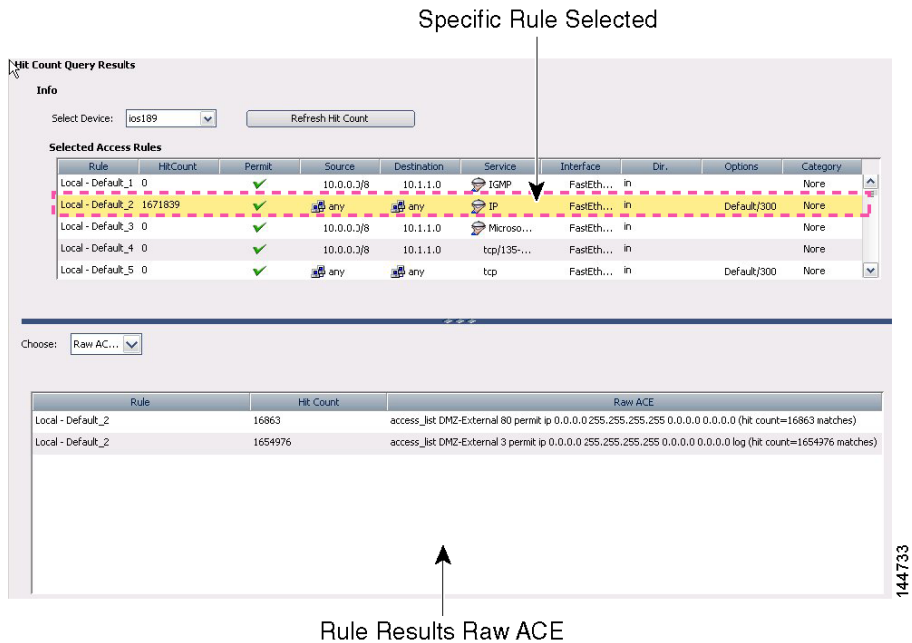 Specific Rule Selected
Hit Count Query Results
Info
Select Device: ios189 Refresh Hit Count
Selected Access Rules
Rule HitCount Permit Source Destination Service Interface Dir. Options Category
Local - Default_1 0 10.0.0.0/8 10.1.1.0 IGMP FastEth... in None
Local - Default_2 1671839 any any IP FastEth... in Default/300 None
Local - Default_3 0 10.0.0.0/8 10.1.1.0 Microso... FastEth... in None
Local - Default_4 0 10.0.0.0/8 10.1.1.0 tcp/135-... FastEth... in None
Local - Default_5 0 any any tcp FastEth... in Default/300 None
Choose: Raw AC...
Rule Hit Count Raw ACE
Local - Default_2 16863 access_list DMZ-External 80 permit ip 0.0.0.0 255.255.255.255 0.0.0.0 0.0.0.0 (hit count=16863 matches)
Local - Default_2 1654976 access_list DMZ-External 3 permit ip 0.0.0.0 255.255.255.255 0.0.0.0 0.0.0.0 log (hit count=1654976 matches)
144733
Rule Results Raw ACE